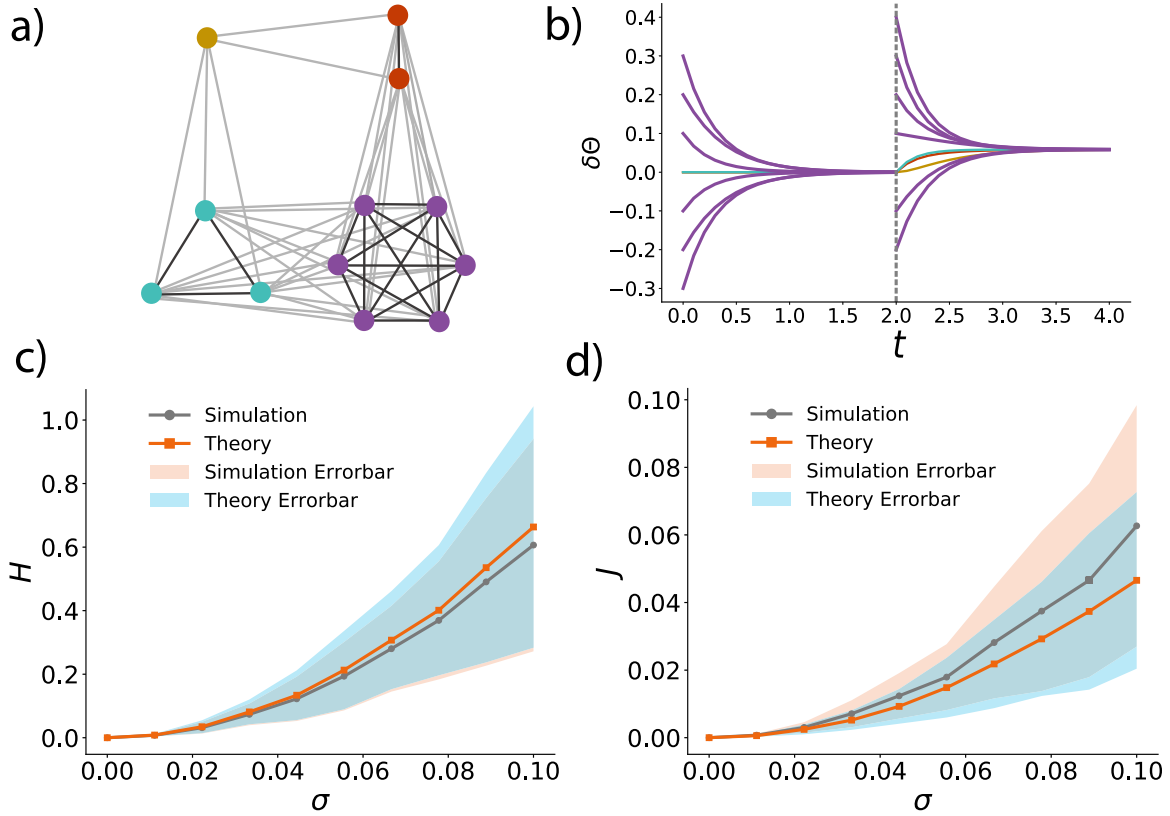 a)
b)
0.4
0.3
0.2
0.1
0.0
−0.1
−0.2
−0.3
δΘ
0.0 0.5 1.0 1.5 2.0 2.5 3.0 3.5 4.0
t
c)
1.0
0.8
0.6
0.4
0.2
0.0
H
Simulation
Theory
Simulation Errorbar
Theory Errorbar
0.00 0.02 0.04 0.06 0.08 0.10
σ
d)
0.10
0.08
0.06
0.04
0.02
0.00
J
Simulation
Theory
Simulation Errorbar
Theory Errorbar
0.00 0.02 0.04 0.06 0.08 0.10
σ